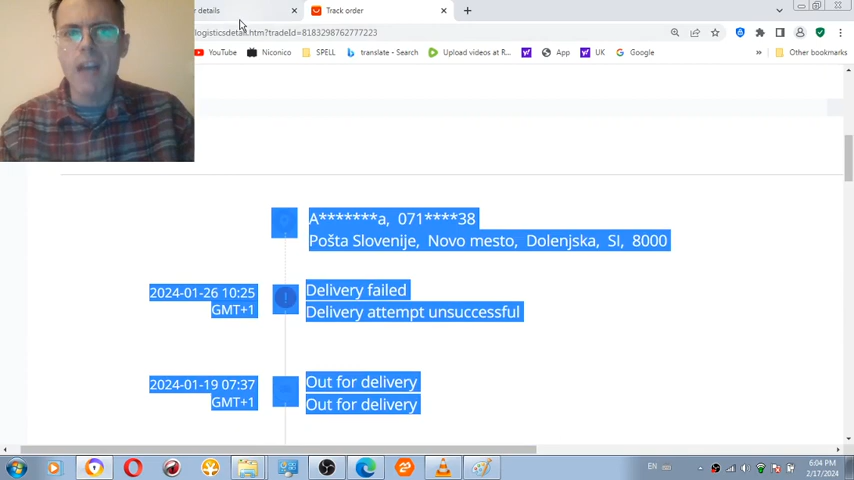 r details
Track order
logisticsdetail.htm?tradeId=8183298762777223
YouTube
Niconico
SPELL
translate - Search
Upload videos at R...
App
UK
Google
Other bookmarks
A*******a, 071****38
Pošta Slovenije, Novo mesto, Dolenjska, SI, 8000
2024-01-26 10:25
GMT+1
Delivery failed
Delivery attempt unsuccessful
2024-01-19 07:37
GMT+1
Out for delivery
Out for delivery
EN
6:04 PM
2/17/2024